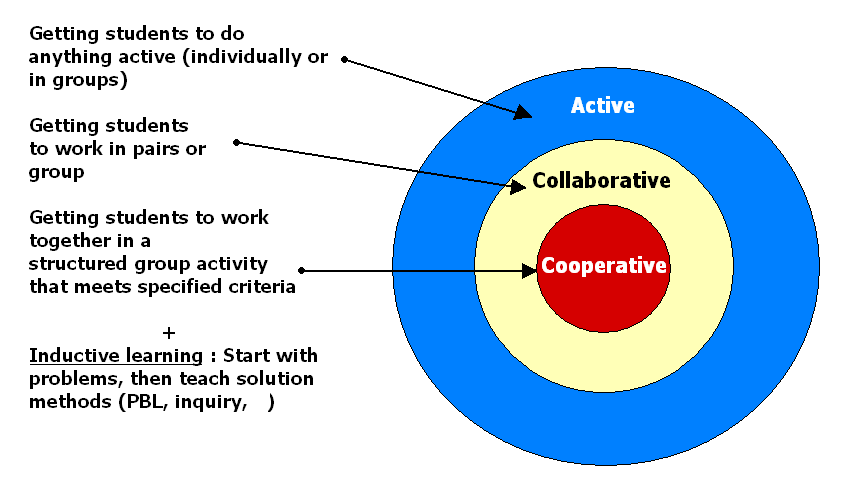 Getting students to do
anything active (individually or
in groups)
Getting students
to work in pairs or
group
Getting students to work
together in a
structured group activity
that meets specified criteria
+
Inductive learning : Start with
problems, then teach solution
methods (PBL, inquiry, )
Active
Collaborative
Cooperative